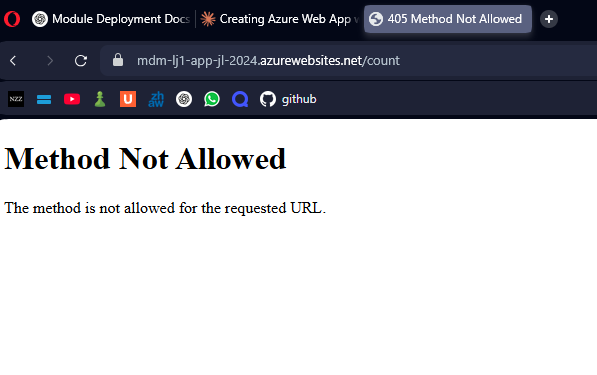 Module Deployment Docs
Creating Azure Web App w
405 Method Not Allowed
mdm-lj1-app-jl-2024.azurewebsites.net/count
NZZ
U
zh
aw
github
Method Not Allowed
The method is not allowed for the requested URL.